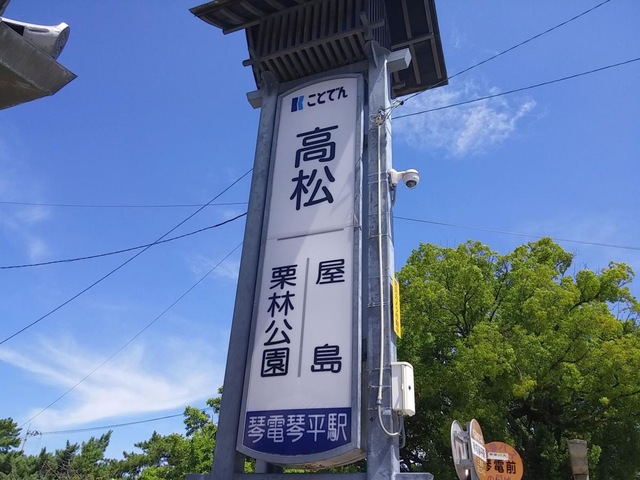 ことでん
高松
屋島
栗林公園
琴電琴平駅
電前